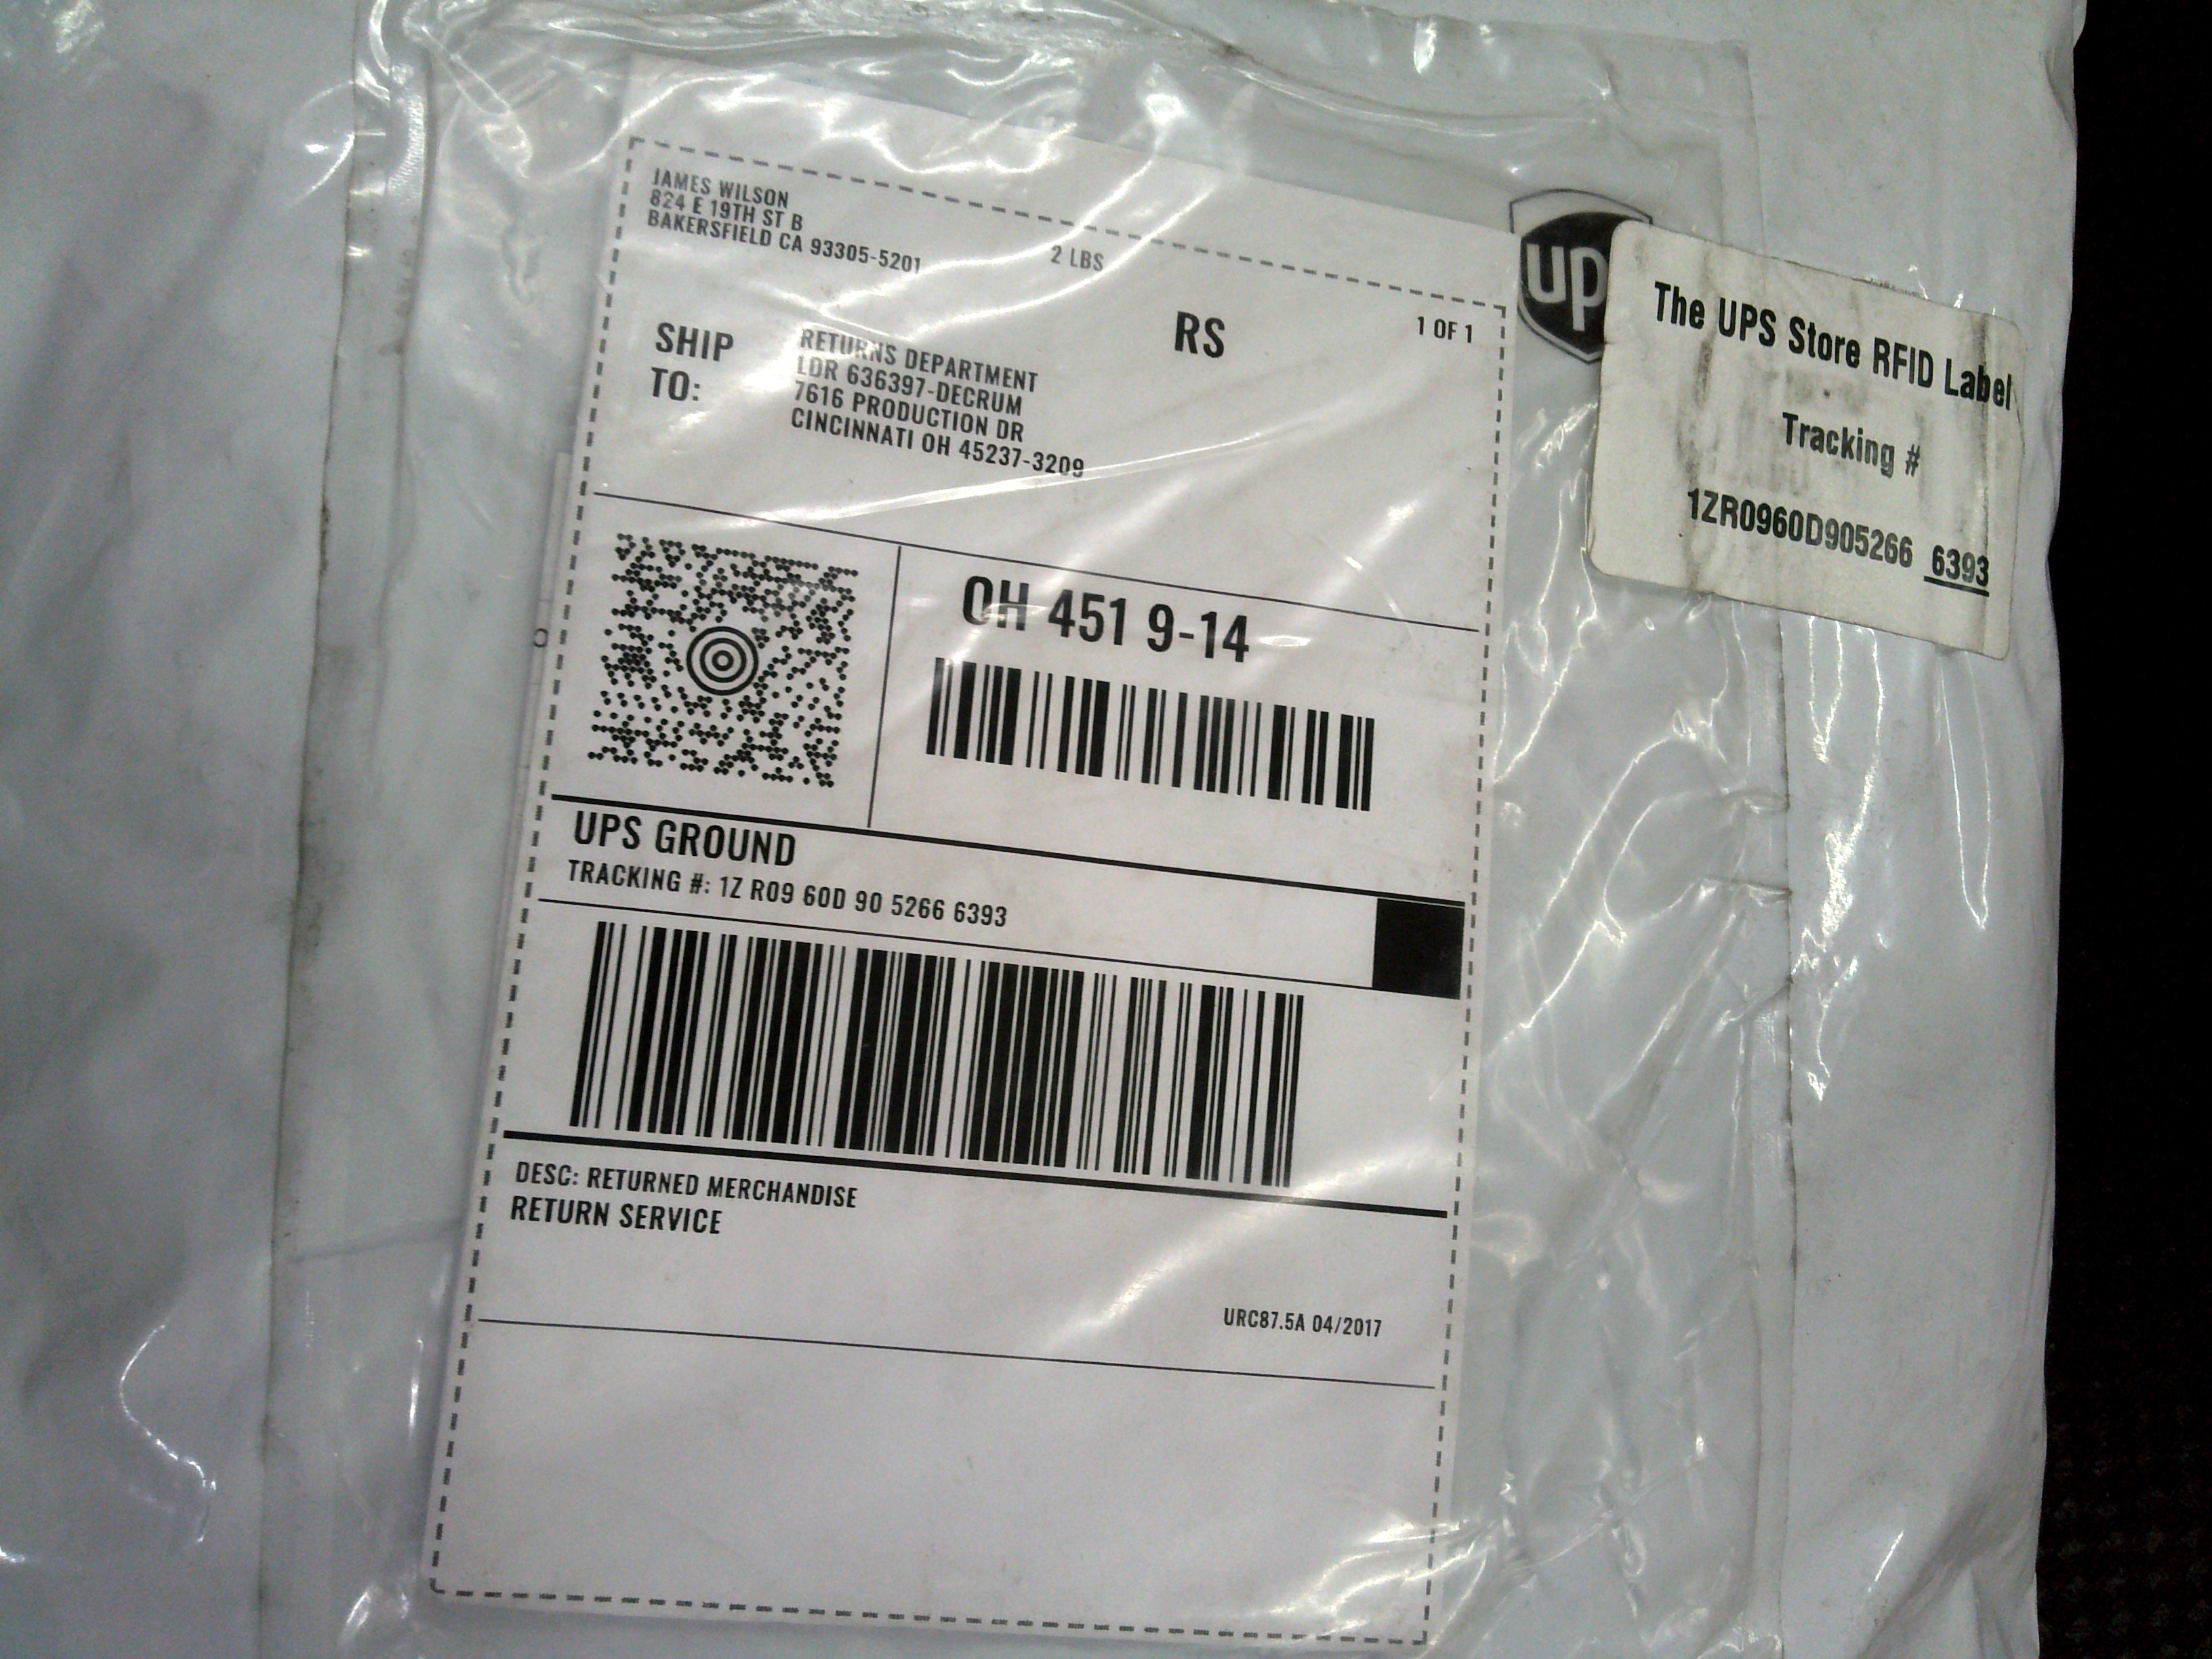 JAMES WILSON
824 E 19TH ST B
BAKERSFIELD CA 93305-5201
2 LBS
1 OF 1
RS
SHIP
TO:
RETURNS DEPARTMENT
LDR 636397-DECRUM
7616 PRODUCTION DR
CINCINNATI OH 45237-3209
up
The UPS Store RFID Label
Tracking #
1ZR0960D905266 6393
OH 451 9-14
UPS GROUND
TRACKING #: 1Z R09 60D 90 5266 6393
DESC: RETURNED MERCHANDISE
RETURN SERVICE
URC87.5A 04/2017